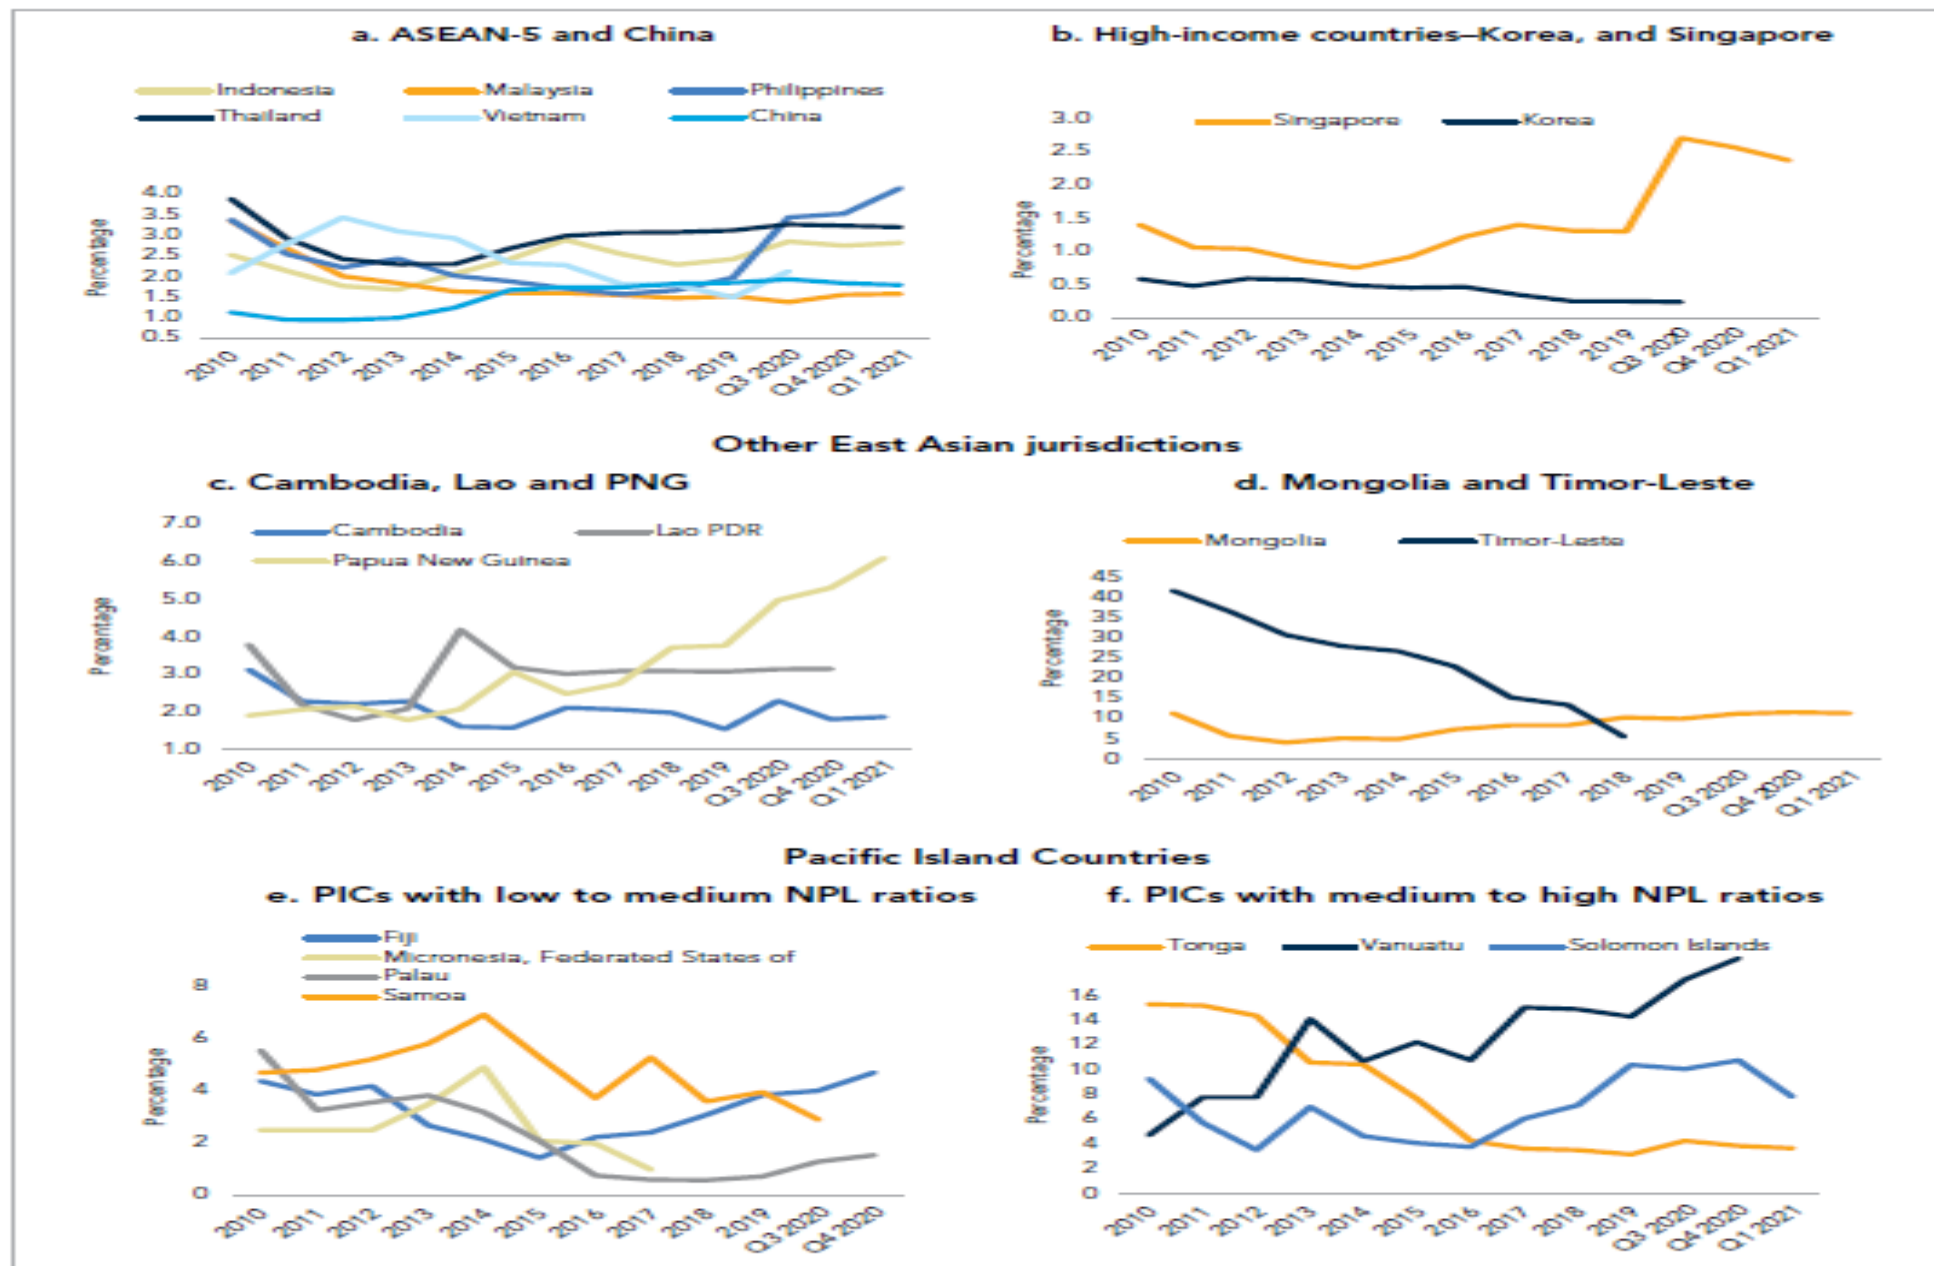 a. ASEAN-5 and China
Indonesia Malaysia Philippines
Thailand Vietnam China
Percentage
4.0
3.5
3.0
2.5
2.0
1.5
1.0
0.5
2010 2011 2012 2013 2014 2015 2016 2017 2018 2019 Q3 2020 Q4 2020 Q1 2021
b. High-income countries–Korea, and Singapore
Singapore Korea
Percentage
3.0
2.5
2.0
1.5
1.0
0.5
0.0
2010 2011 2012 2013 2014 2015 2016 2017 2018 2019 Q3 2020 Q4 2020 Q1 2021
Other East Asian jurisdictions
c. Cambodia, Lao and PNG
Cambodia Lao PDR
Papua New Guinea
Percentage
7.0
6.0
5.0
4.0
3.0
2.0
1.0
2010 2011 2012 2013 2014 2015 2016 2017 2018 2019 Q3 2020 Q4 2020 Q1 2021
d. Mongolia and Timor-Leste
Mongolia Timor-Leste
Percentage
45
40
35
30
25
20
15
10
5
0
2010 2011 2012 2013 2014 2015 2016 2017 2018 2019 Q3 2020 Q4 2020 Q1 2021
Pacific Island Countries
e. PICs with low to medium NPL ratios
Fiji
Micronesia, Federated States of
Palau
Samoa
Percentage
8
6
4
2
0
2010 2011 2012 2013 2014 2015 2016 2017 2018 2019 Q3 2020 Q4 2020
f. PICs with medium to high NPL ratios
Tonga Vanuatu Solomon Islands
Percentage
16
14
12
10
8
6
4
2
0
2010 2011 2012 2013 2014 2015 2016 2017 2018 2019 Q3 2020 Q4 2020 Q1 2021